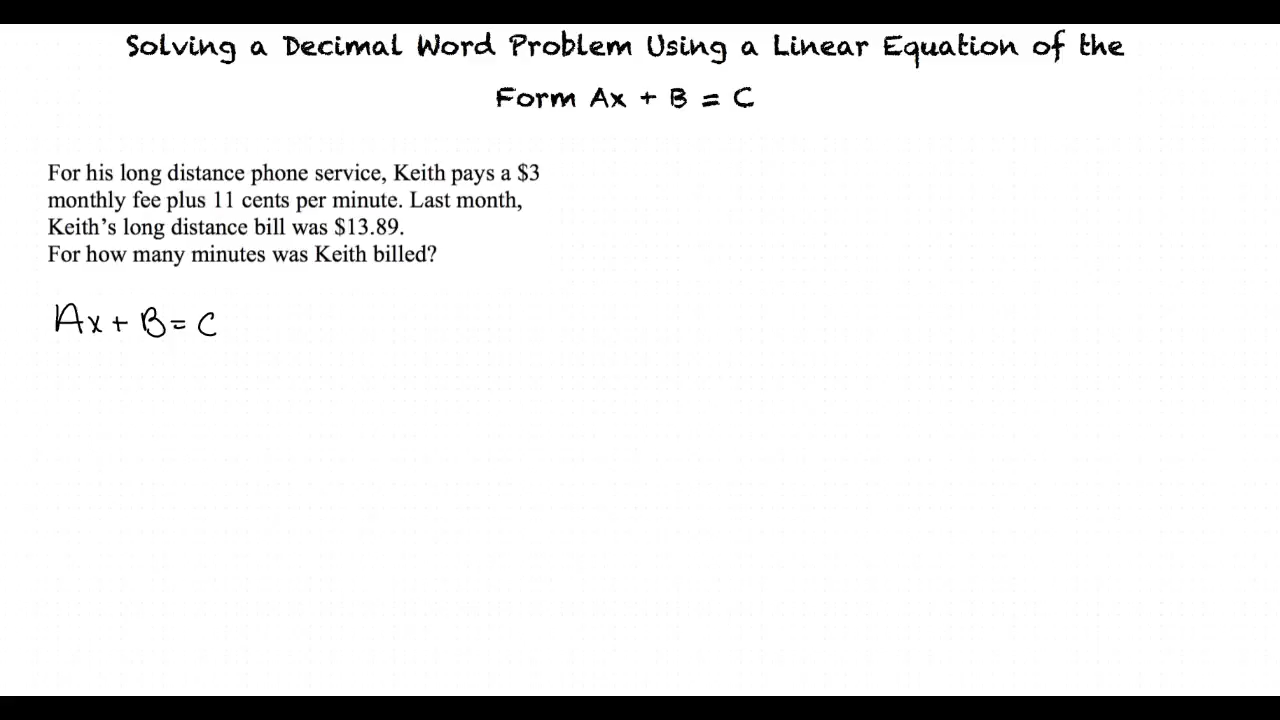 Solving a Decimal Word Problem Using a Linear Equation of the
Form Ax + B = C
For his long distance phone service, Keith pays a $3
monthly fee plus 11 cents per minute. Last month,
Keith’s long distance bill was $13.89.
For how many minutes was Keith billed?
Ax + B = C